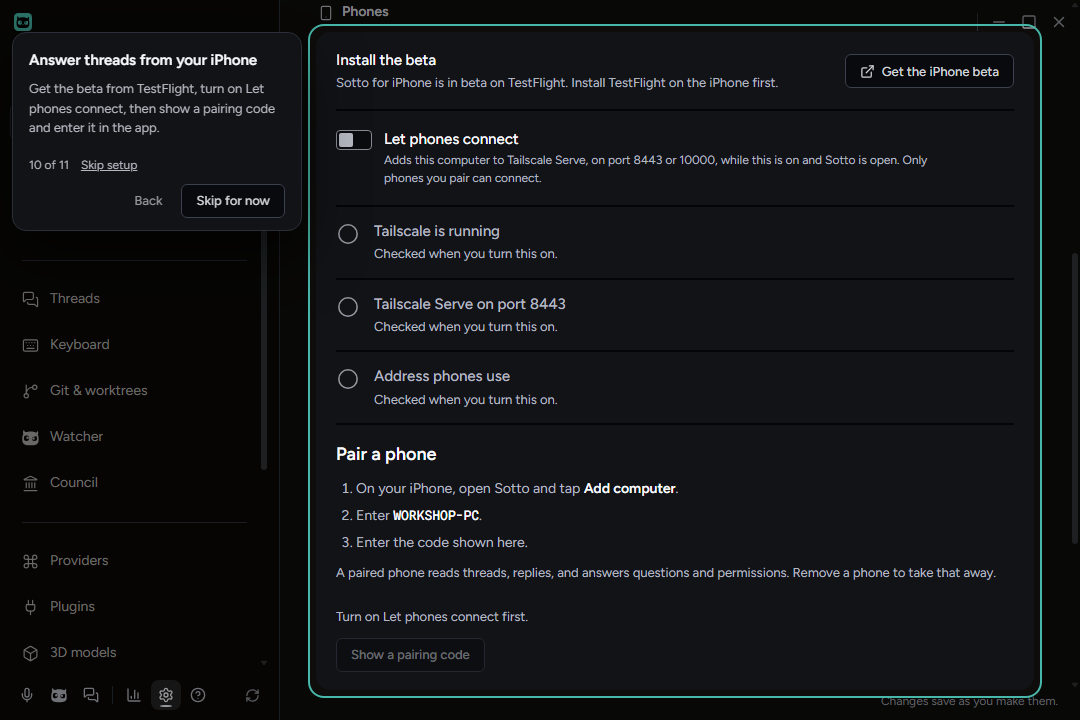 Phones
Answer threads from your iPhone
Get the beta from TestFlight, turn on Let
phones connect, then show a pairing code
and enter it in the app.
10 of 11 Skip setup
Back Skip for now
Threads
Keyboard
Git & worktrees
Watcher
Council
Providers
Plugins
3D models
Install the beta
Sotto for iPhone is in beta on TestFlight. Install TestFlight on the iPhone first.
Get the iPhone beta
Let phones connect
Adds this computer to Tailscale Serve, on port 8443 or 10000, while this is on and Sotto is open. Only
phones you pair can connect.
Tailscale is running
Checked when you turn this on.
Tailscale Serve on port 8443
Checked when you turn this on.
Address phones use
Checked when you turn this on.
Pair a phone
1. On your iPhone, open Sotto and tap Add computer.
2. Enter WORKSHOP-PC.
3. Enter the code shown here.
A paired phone reads threads, replies, and answers questions and permissions. Remove a phone to take that away.
Turn on Let phones connect first.
Show a pairing code
Changes save as you make them.